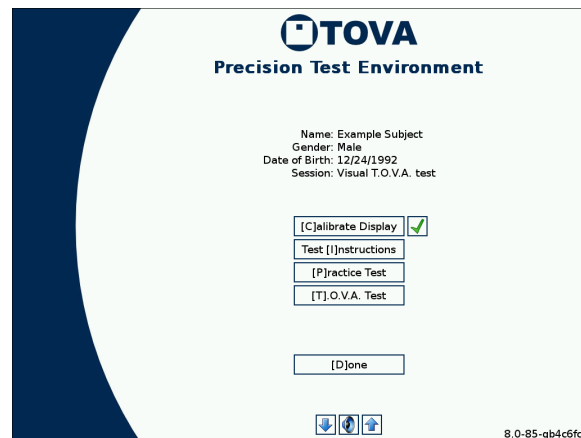 TOVA
Precision Test Environment
Name: Example Subject
Gender: Male
Date of Birth: 12/24/1992
Session: Visual T.O.V.A. test
[C]alibrate Display
Test [I]nstructions
[P]ractice Test
[T].O.V.A. Test
[D]one